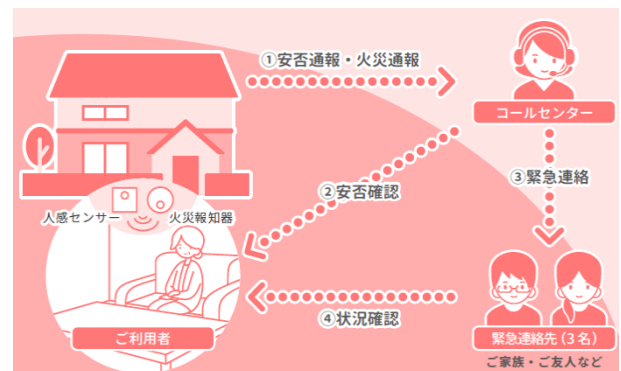 ①安否通報・火災通報
コールセンター
②安否確認
③緊急連絡
人感センサー
火災報知器
④状況確認
ご利用者
緊急連絡先(3名)
ご家族・ご友人など